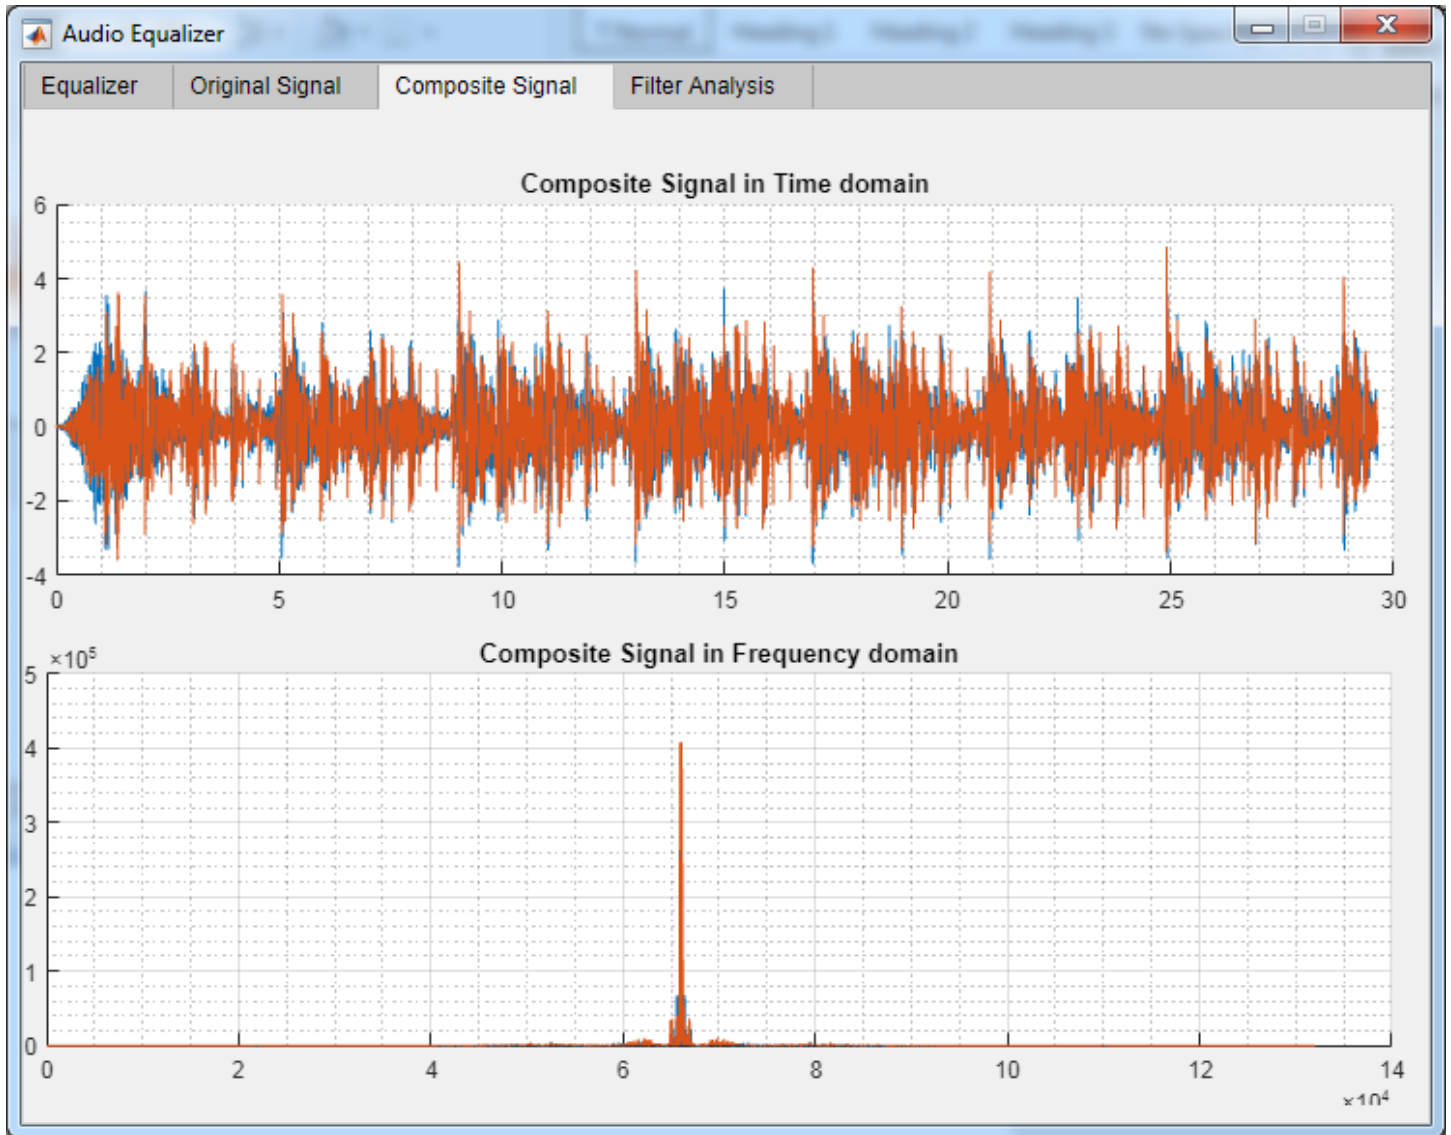 Audio Equalizer
Equalizer Original Signal Composite Signal Filter Analysis
Composite Signal in Time domain
6
4
2
0
-2
-4
0 5 10 15 20 25 30
Composite Signal in Frequency domain
×10⁵
5
4
3
2
1
0
0 2 4 6 8 10 12 14
×10⁴